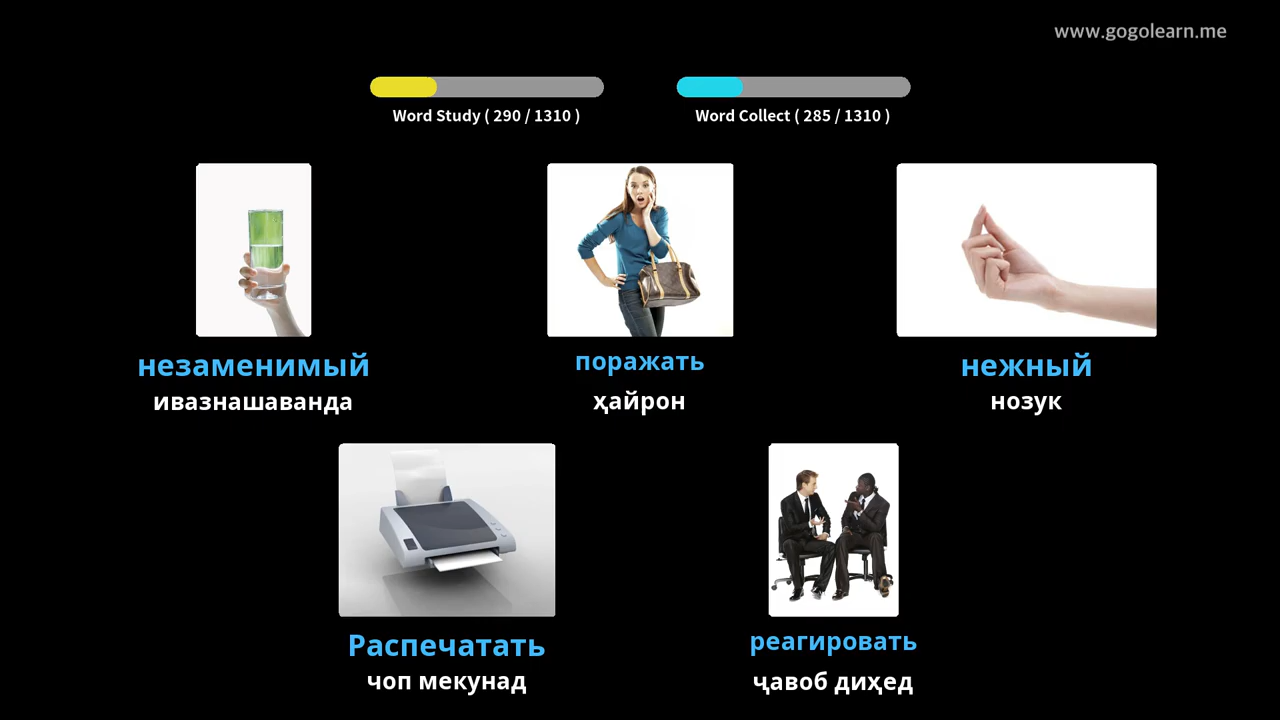 www.gogolearn.me
Word Study ( 290 / 1310 )
Word Collect ( 285 / 1310 )
незаменимый
ивазнашаванда
поражать
ҳайрон
нежный
нозук
Распечатать
чоп мекунад
реагировать
ҷавоб диҳед